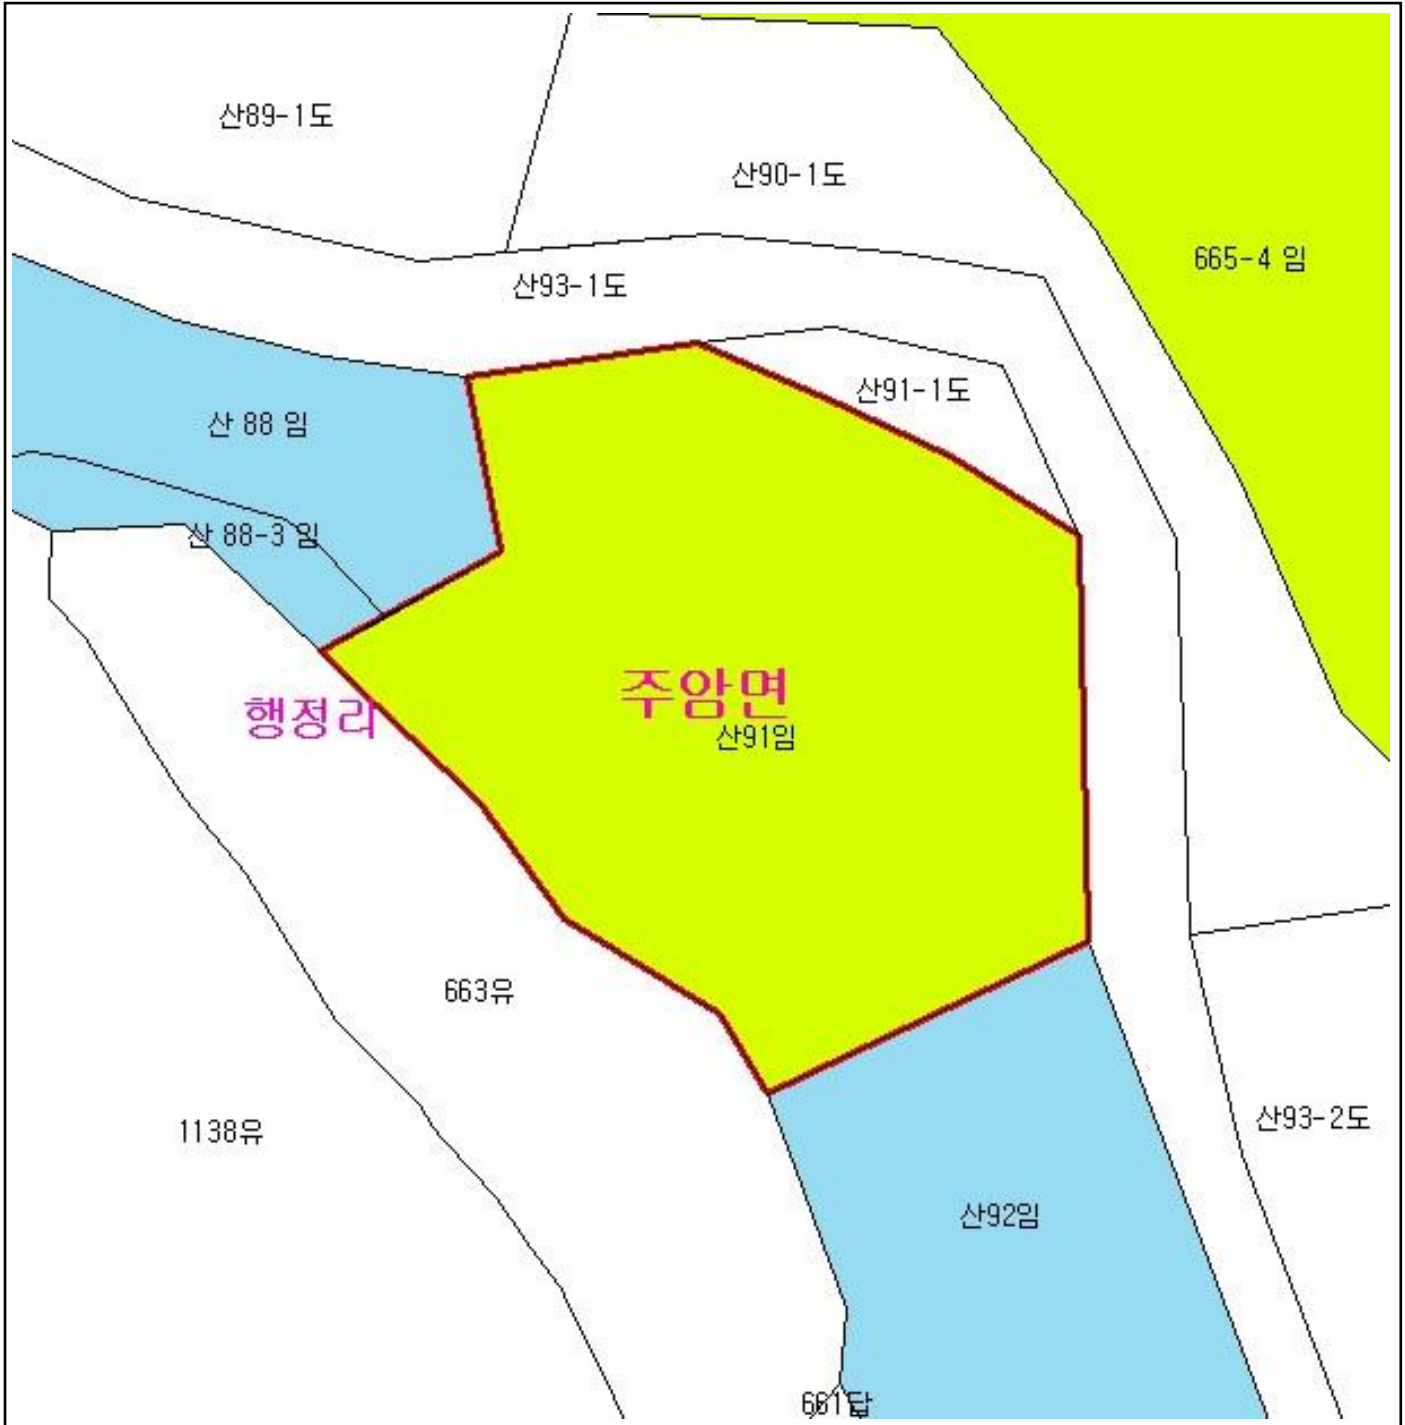 산89-1도
산90-1도
665-4 임
산93-1도
산91-1도
산 88 임
산 88-3 임
주암면
행정리
산91임
663유
산93-2도
1138유
산92임
661답